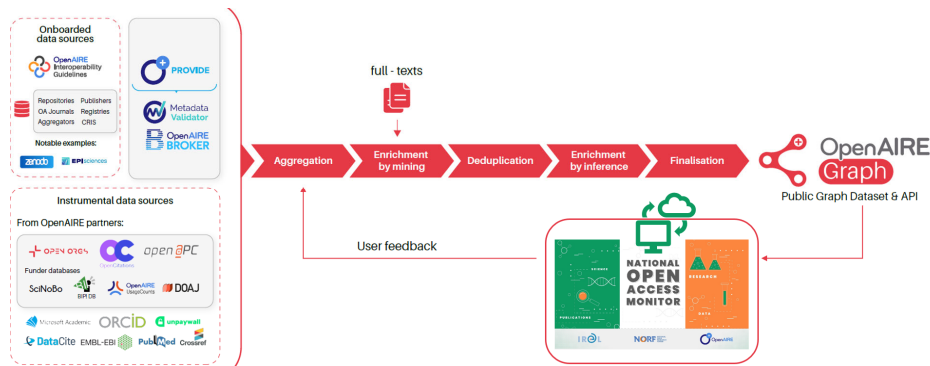 Onboarded
data sources
OpenAIRE
Interoperability
Guidelines
Repositories Publishers
OA Journals Registries
Aggregators CRIS
Notable examples:
zenodo
EPIsciences
PROVIDE
Metadata
Validator
OpenAIRE
BROKER
Instrumental data sources
From OpenAIRE partners:
OPEN ORGS
OC
OpenCitations
open@PC
Funder databases
SciNoBo
BIP! DB
OpenAIRE
UsageCounts
DOAJ
Microsoft Academic
ORCID
unpaywall
DataCite
EMBL-EBI
PubMed
Crossref
full - texts
Aggregation
Enrichment
by mining
Deduplication
Enrichment
by inference
Finalisation
OpenAIRE
Graph
Public Graph Dataset & API
User feedback
SCIENCE
PUBLICATIONS
NATIONAL
OPEN
ACCESS
MONITOR
RESEARCH
DATA
IReL
NORF
OpenAIRE